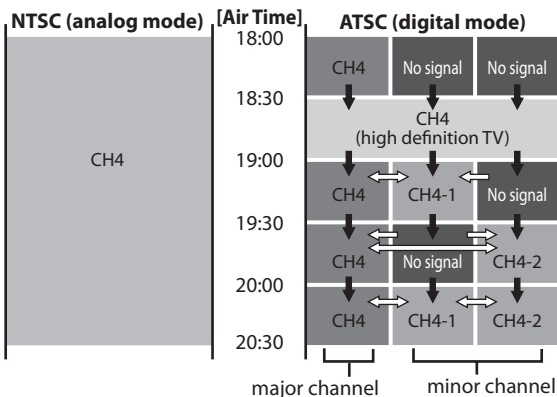 NTSC (analog mode) [Air Time] ATSC (digital mode)
18:00
CH4 No signal No signal
18:30
CH4
(high definition TV)
19:00
CH4
CH4 CH4-1 No signal
19:30
CH4 No signal CH4-2
20:00
CH4 CH4-1 CH4-2
20:30
major channel minor channel